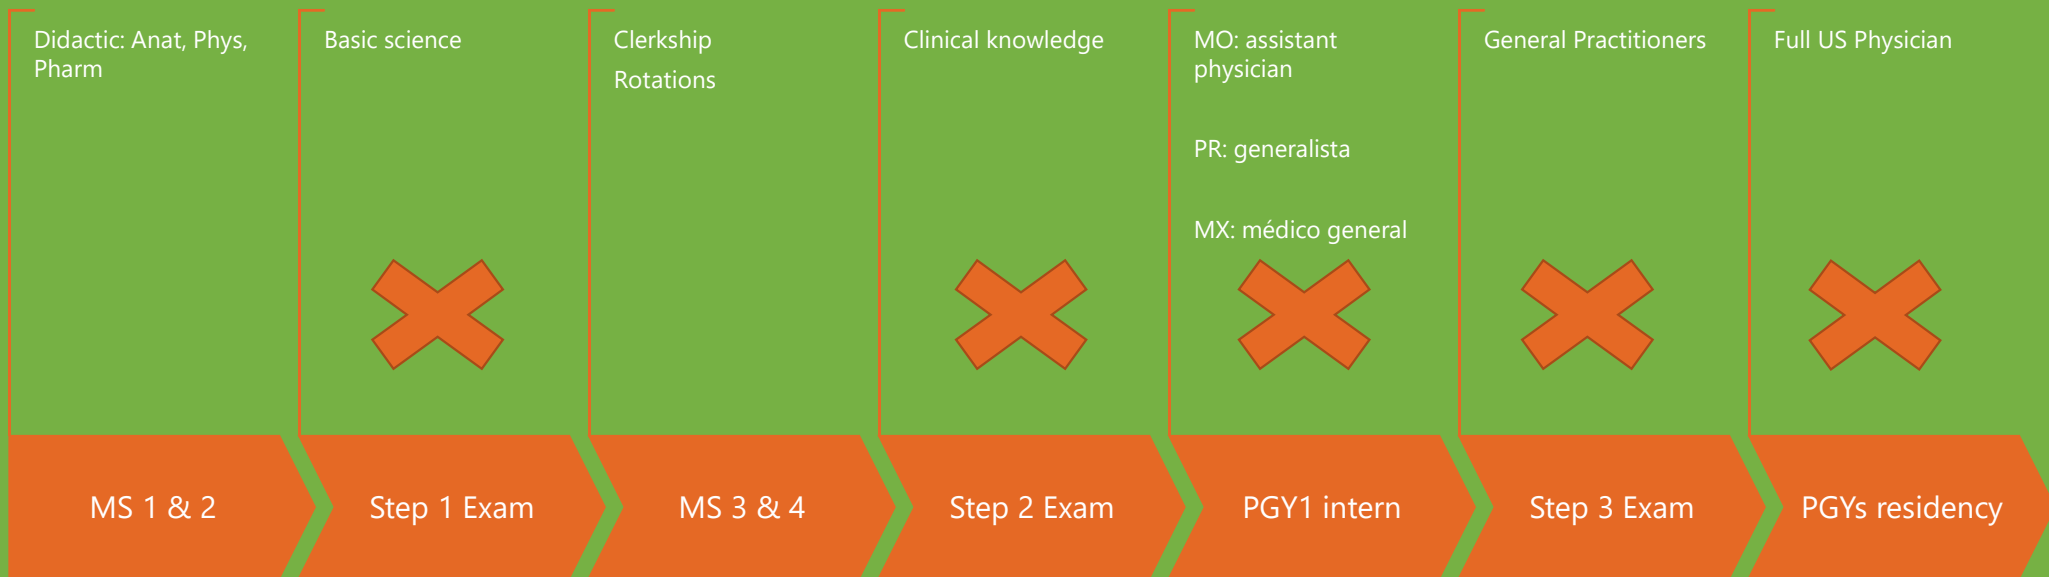 Didactic: Anat, Phys,
Pharm
Basic science
Clerkship
Rotations
Clinical knowledge
MO: assistant
physician
PR: generalista
MX: médico general
General Practitioners
Full US Physician
MS 1 & 2
Step 1 Exam
MS 3 & 4
Step 2 Exam
PGY1 intern
Step 3 Exam
PGYs residency